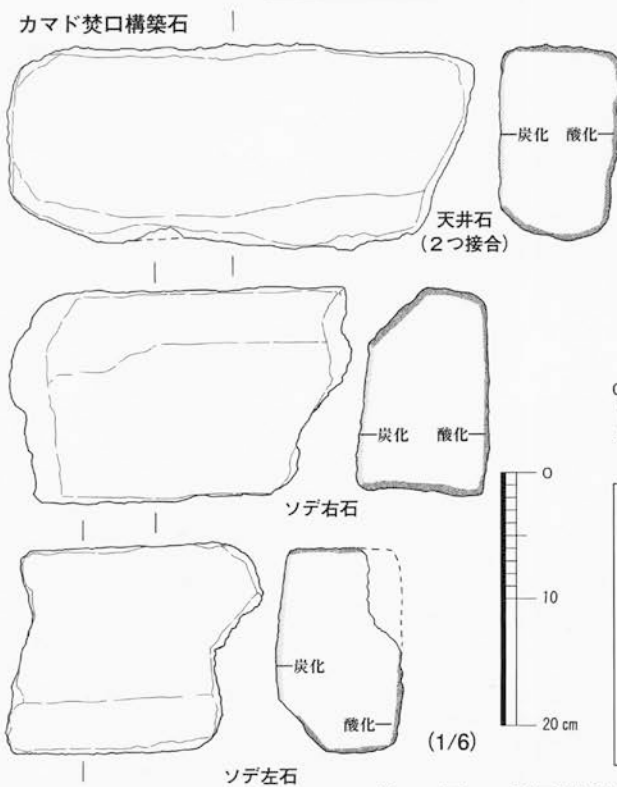 カマド焚口構築石
炭化 酸化
天井石
(2つ接合)
炭化 酸化
ソデ右石
0
10
20 cm
炭化
酸化
(1/6)
ソデ左石